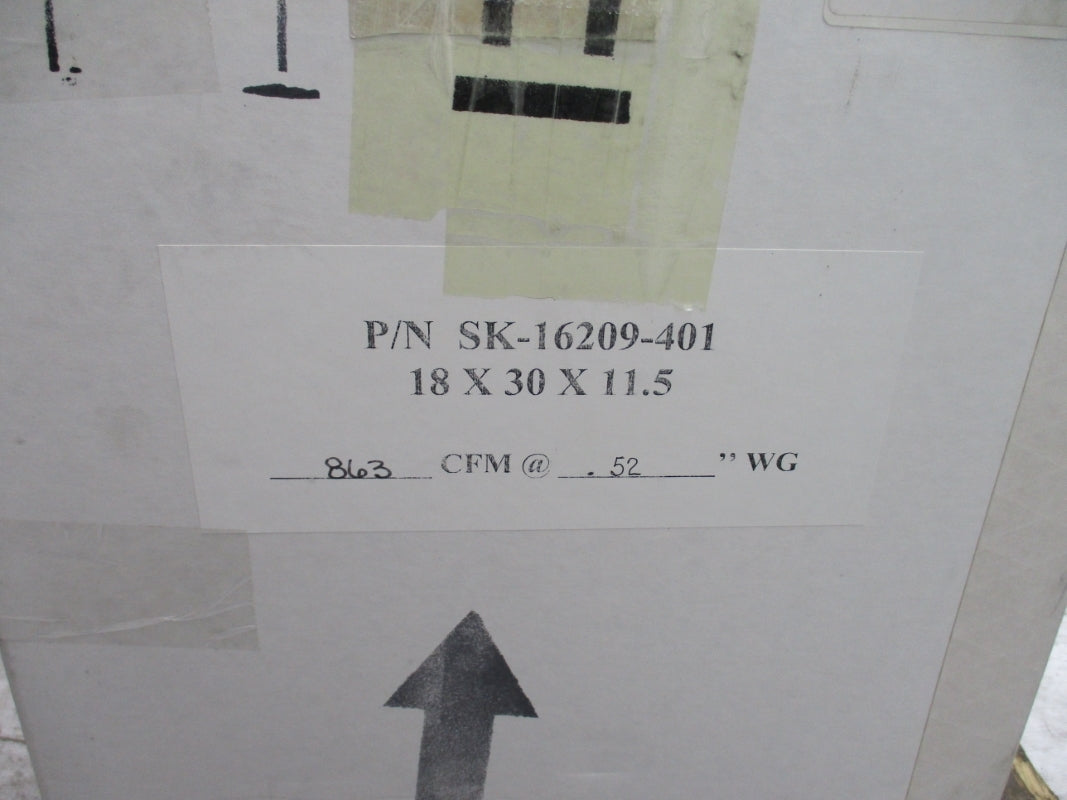 P/N SK-16209-401
18 X 30 X 11.5
863 CFM @ .52 ” WG